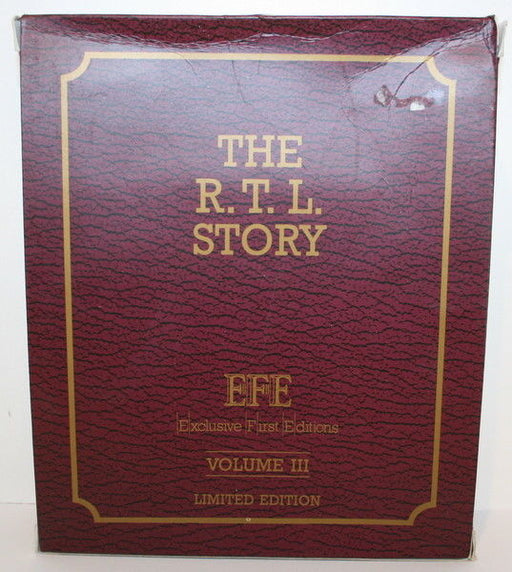 THE
R. T. L.
STORY
EFE
Exclusive First Editions
VOLUME III
LIMITED EDITION